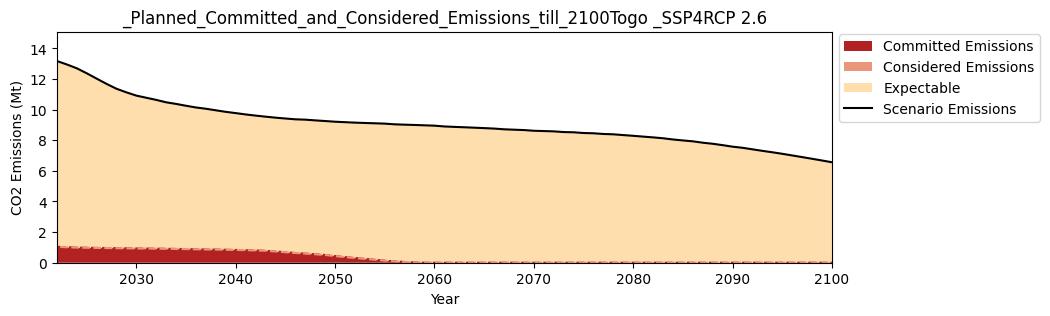 _Planned_Committed_and_Considered_Emissions_till_2100Togo _SSP4RCP 2.6
14
12
10
8
6
4
2
0
CO2 Emissions (Mt)
2030
2040
2050
2060
2070
2080
2090
2100
Year
Committed Emissions
Considered Emissions
Expectable
Scenario Emissions